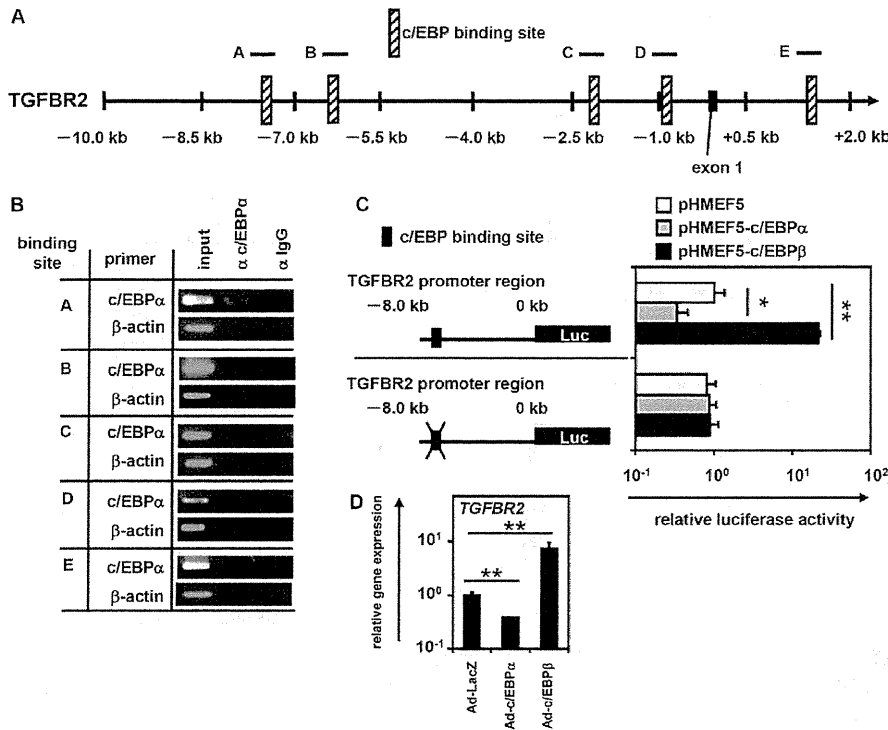 A
c/EBP binding site
A B C D E
TGFBR2
−10.0 kb −8.5 kb −7.0 kb −5.5 kb −4.0 kb −2.5 kb −1.0 kb +0.5 kb +2.0 kb
exon 1
B
binding site primer input α c/EBPα α IgG
A c/EBPα
β-actin
B c/EBPα
β-actin
C c/EBPα
β-actin
D c/EBPα
β-actin
E c/EBPα
β-actin
C
c/EBP binding site
pHMEF5
pHMEF5-c/EBPα
pHMEF5-c/EBPβ
TGFBR2 promoter region
−8.0 kb 0 kb
Luc
* **
TGFBR2 promoter region
−8.0 kb 0 kb
Luc
10-1 100 101 102
relative luciferase activity
D
TGFBR2
relative gene expression
**
**
101
100
10-1
Ad-LacZ
Ad-c/EBPα
Ad-c/EBPβ